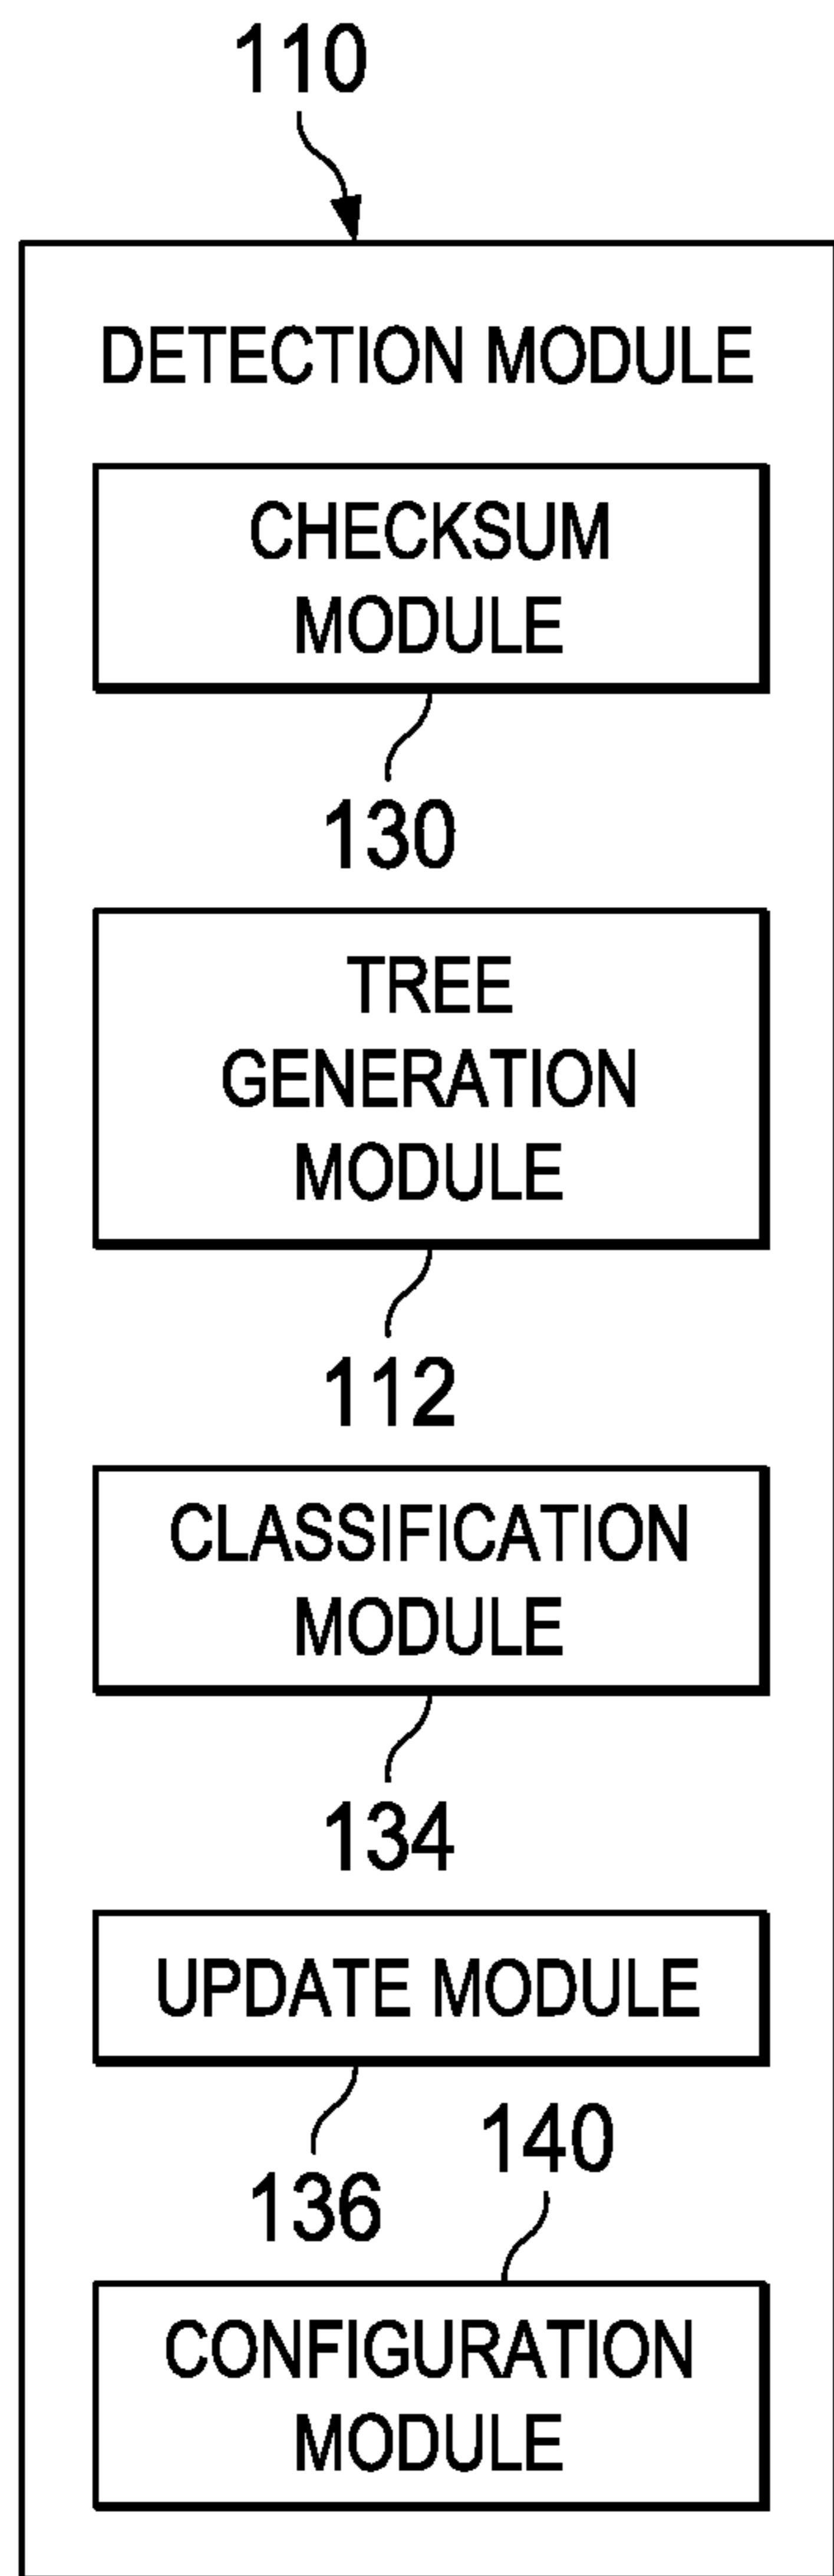 110
DETECTION MODULE
CHECKSUM
MODULE
130
TREE
GENERATION
MODULE
112
CLASSIFICATION
MODULE
134
UPDATE MODULE
136
140
CONFIGURATION
MODULE